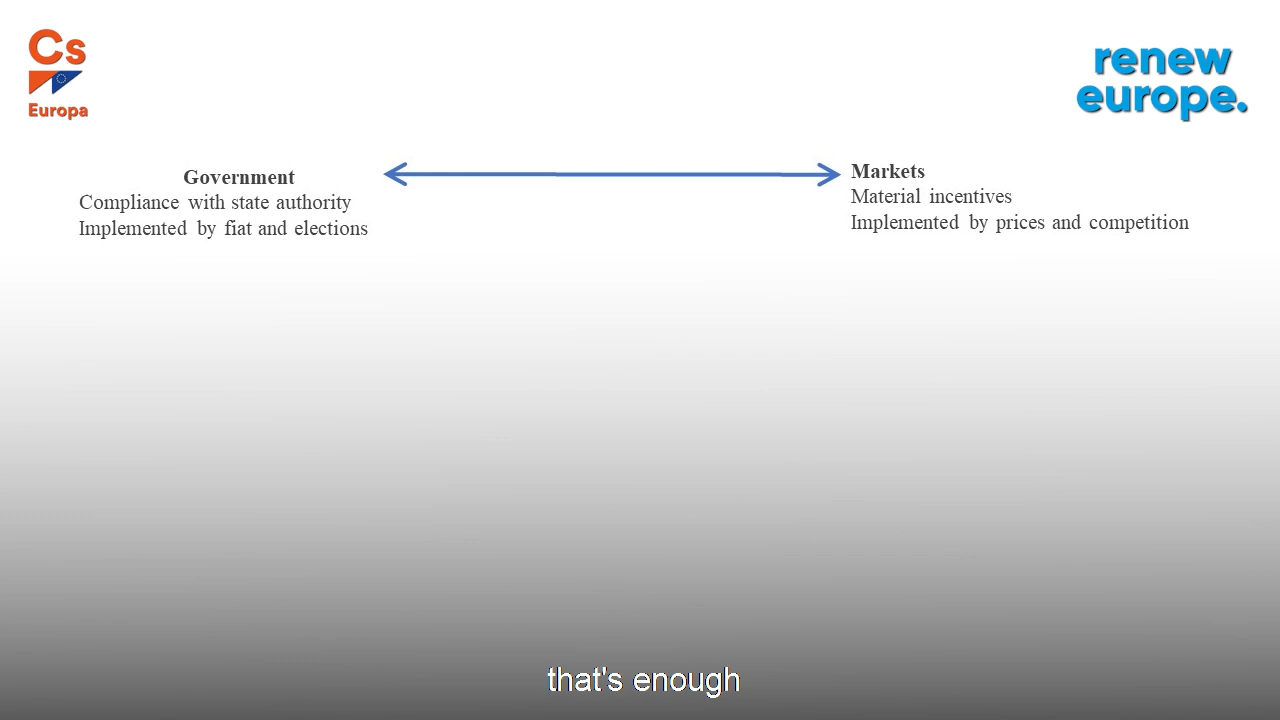 Cs
Europa
renew
europe.
Government
Compliance with state authority
Implemented by fiat and elections
Markets
Material incentives
Implemented by prices and competition
that's enough